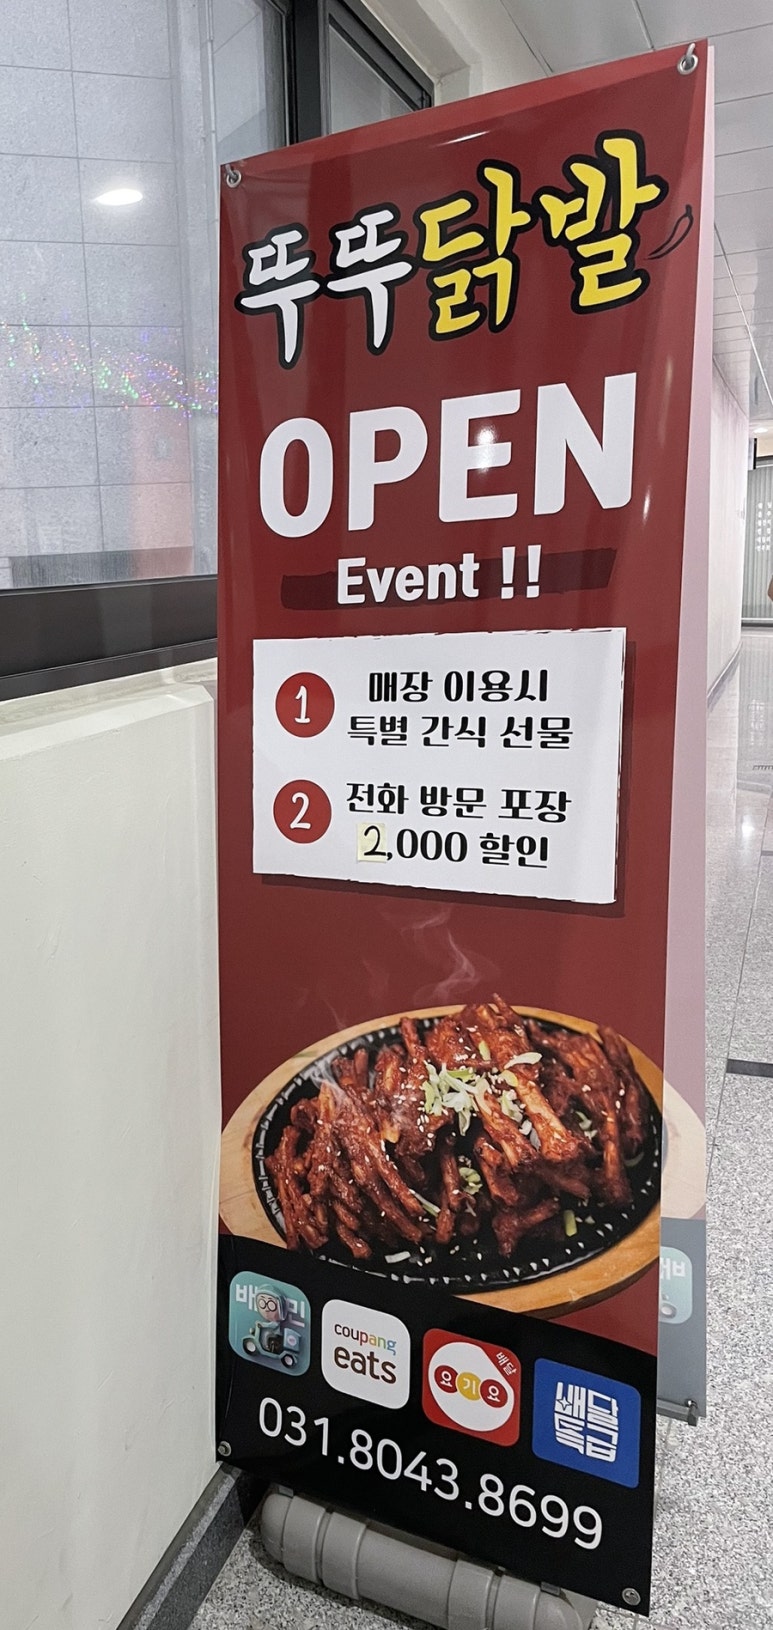 뚜뚜닭발
OPEN
Event !!
1 매장 이용시
특별 간식 선물
2 전화 방문 포장
2,000 할인
배민
coupang
eats
배달
요기요
배달
특급
031.8043.8699